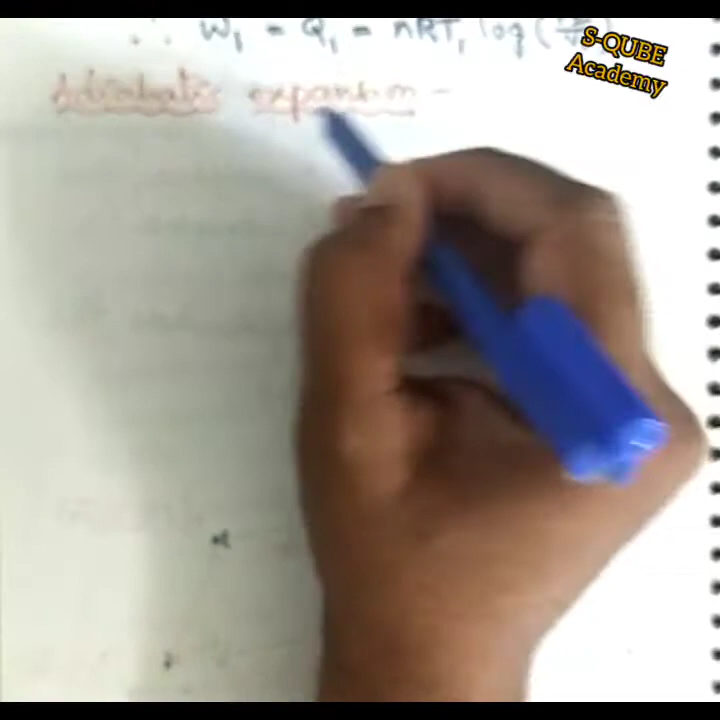 ∴ W₁ = Q₁ = nRT₁ log(
S-QUBE
Academy
Adiabatic expansion -